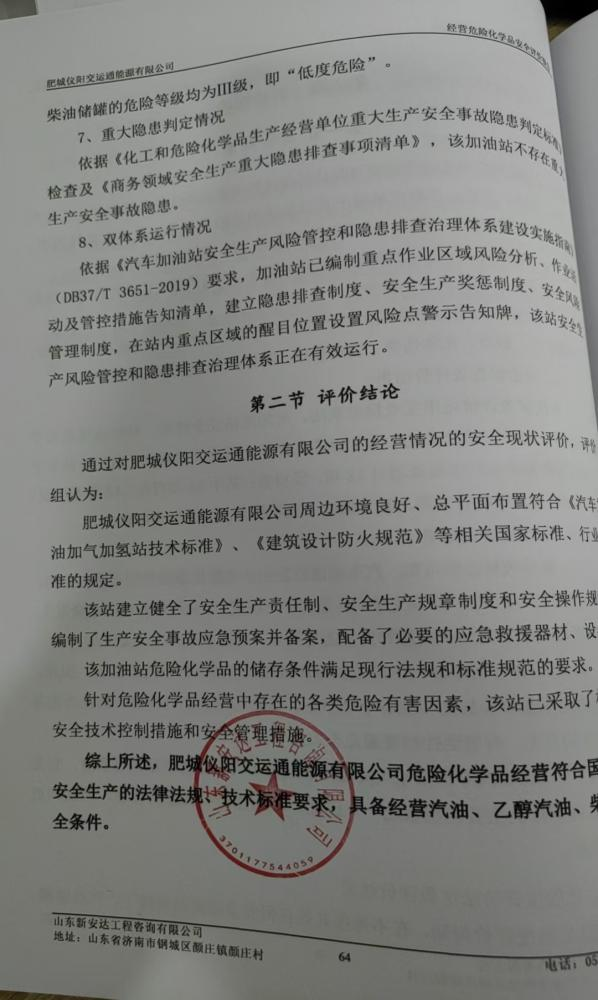 肥城仪阳交运通能源有限公司
经营危险化学品安全评价报告
柴油储罐的危险等级均为Ⅲ级，即“低度危险”。
7、重大隐患判定情况
依据《化工和危险化学品生产经营单位重大生产安全事故隐患判定标准》
检查及《商务领域安全生产重大隐患排查事项清单》，该加油站不存在重大
生产安全事故隐患。
8、双体系运行情况
依据《汽车加油站安全生产风险管控和隐患排查治理体系建设实施指南》
（DB37/T 3651-2019）要求，加油站已编制重点作业区域风险分析、作业活
动及管控措施告知清单，建立隐患排查制度、安全生产奖惩制度、安全风险
管理制度，在站内重点区域的醒目位置设置风险点警示告知牌，该站安全生
产风险管控和隐患排查治理体系正在有效运行。
第二节 评价结论
通过对肥城仪阳交运通能源有限公司的经营情况的安全现状评价，评价
组认为：
肥城仪阳交运通能源有限公司周边环境良好、总平面布置符合《汽车
油加气加氢站技术标准》、《建筑设计防火规范》等相关国家标准、行业
准的规定。
该站建立健全了安全生产责任制、安全生产规章制度和安全操作规
编制了生产安全事故应急预案并备案，配备了必要的应急救援器材、设
该加油站危险化学品的储存条件满足现行法规和标准规范的要求。
针对危险化学品经营中存在的各类危险有害因素，该站已采取了
安全技术控制措施和安全管理措施。
综上所述，肥城仪阳交运通能源有限公司危险化学品经营符合国
安全生产的法律法规、技术标准要求，具备经营汽油、乙醇汽油、柴
全条件。
山东新安达工程咨询有限公司
3701177544059
山东新安达工程咨询有限公司
地址：山东省济南市钢城区颜庄镇颜庄村
64
电话：05